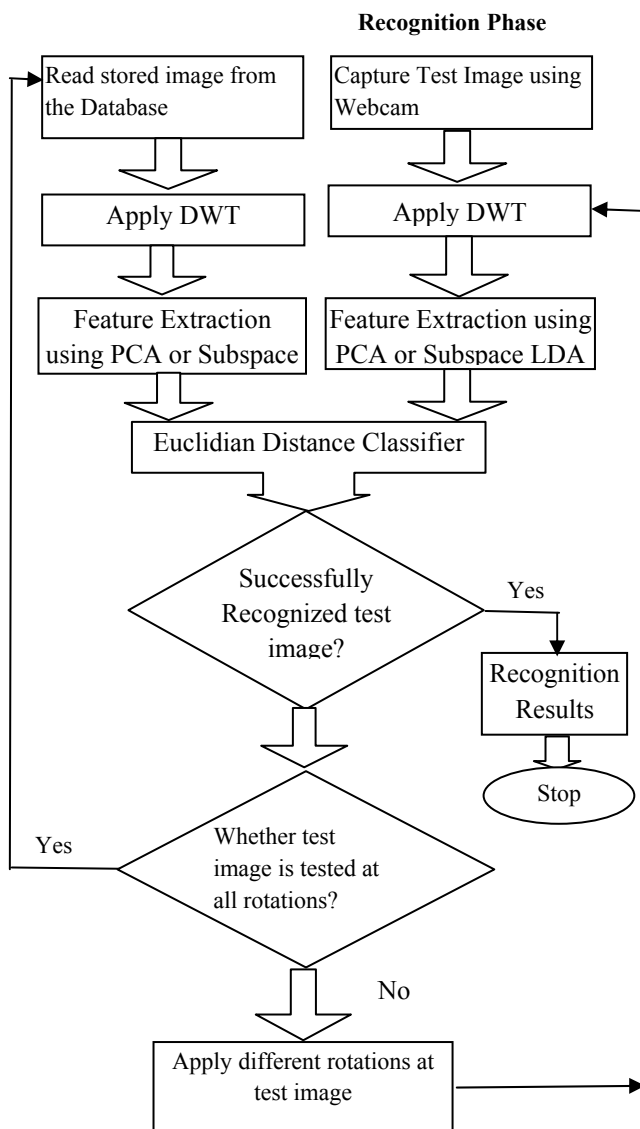 Recognition Phase
Read stored image from
the Database
Capture Test Image using
Webcam
Apply DWT
Apply DWT
Feature Extraction
using PCA or Subspace
Feature Extraction using
PCA or Subspace LDA
Euclidian Distance Classifier
Successfully
Recognized test
image?
Yes
Recognition
Results
Stop
Yes
Whether test
image is tested at
all rotations?
No
Apply different rotations at
test image